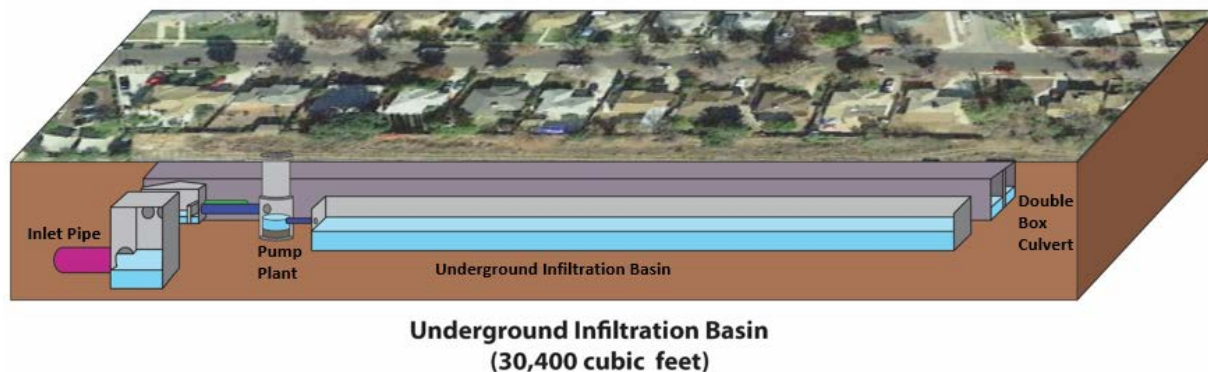 Inlet Pipe
Pump
Plant
Underground Infiltration Basin
Double
Box
Culvert
Underground Infiltration Basin
(30,400 cubic  feet)